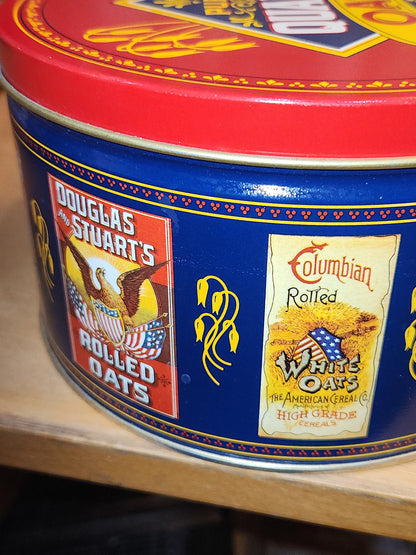 DOUGLAS
AND STUART'S
ROLLED
OATS
Columbian
Rolled
WHITE
OATS
THE AMERICAN CEREAL Co.
HIGH GRADE
CEREALS